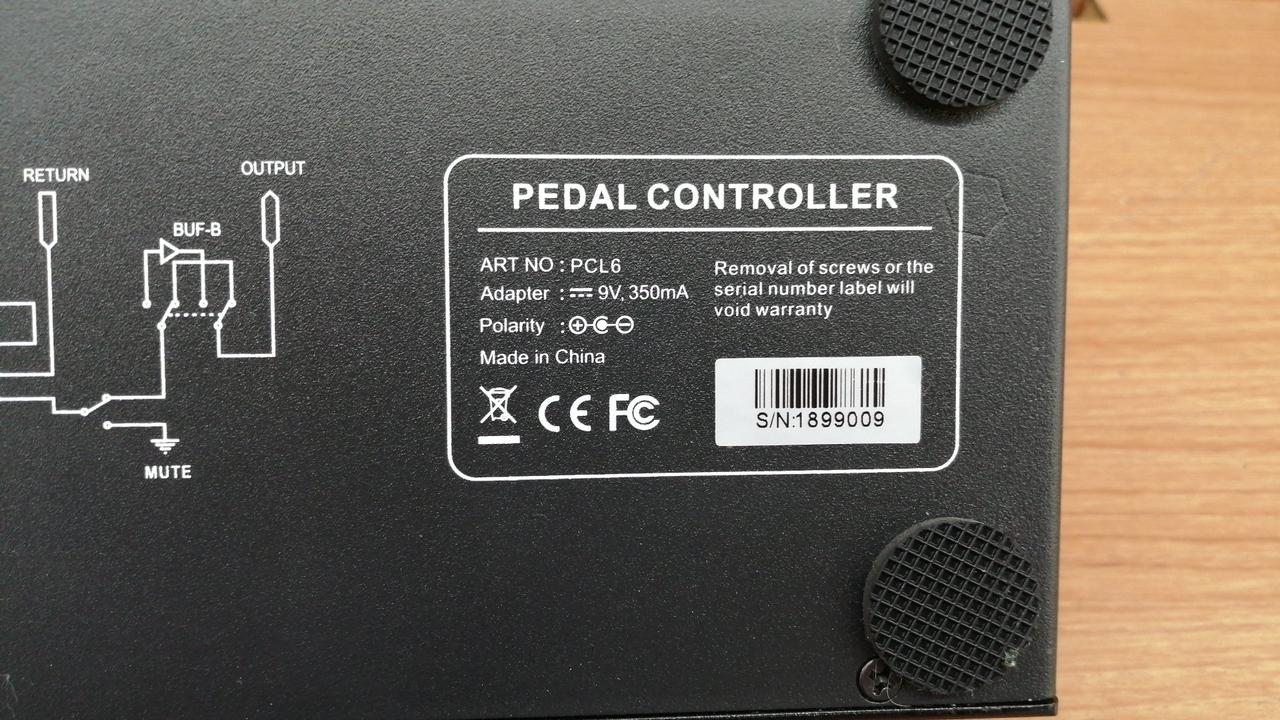 RETURN
OUTPUT
BUF-B
MUTE
PEDAL CONTROLLER
ART NO : PCL6
Adapter : ⎓ 9V, 350mA
Polarity :
Made in China
CE FC
Removal of screws or the
serial number label will
void warranty
S/N:1899009